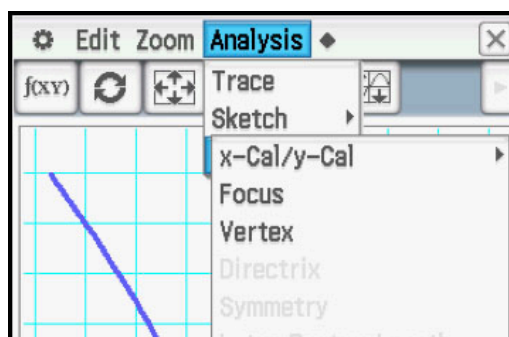 Edit Zoom Analysis
f(XY)
Trace
Sketch
x-Cal/y-Cal
Focus
Vertex
Directrix
Symmetry